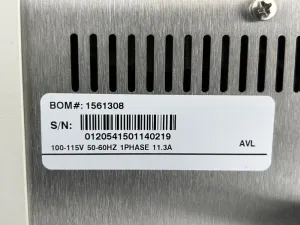 BOM#: 1561308
S/N:
0120541501140219
100-115V 50-60HZ 1PHASE 11.3A
AVL